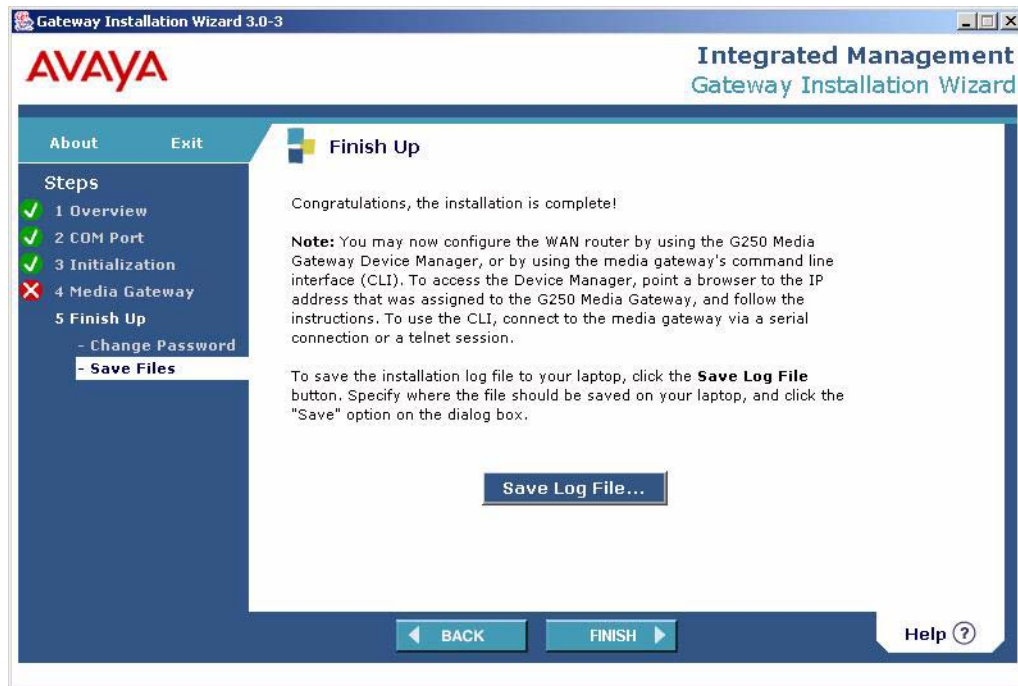 Gateway Installation Wizard 3.0-3
AVAYA
Integrated Management
Gateway Installation Wizard
About Exit
Steps
1 Overview
2 COM Port
3 Initialization
4 Media Gateway
5 Finish Up
- Change Password
- Save Files
Finish Up
Congratulations, the installation is complete!
Note: You may now configure the WAN router by using the G250 Media
Gateway Device Manager, or by using the media gateway's command line
interface (CLI). To access the Device Manager, point a browser to the IP
address that was assigned to the G250 Media Gateway, and follow the
instructions. To use the CLI, connect to the media gateway via a serial
connection or a telnet session.
To save the installation log file to your laptop, click the Save Log File
button. Specify where the file should be saved on your laptop, and click the
"Save" option on the dialog box.
Save Log File...
BACK
FINISH
Help ?